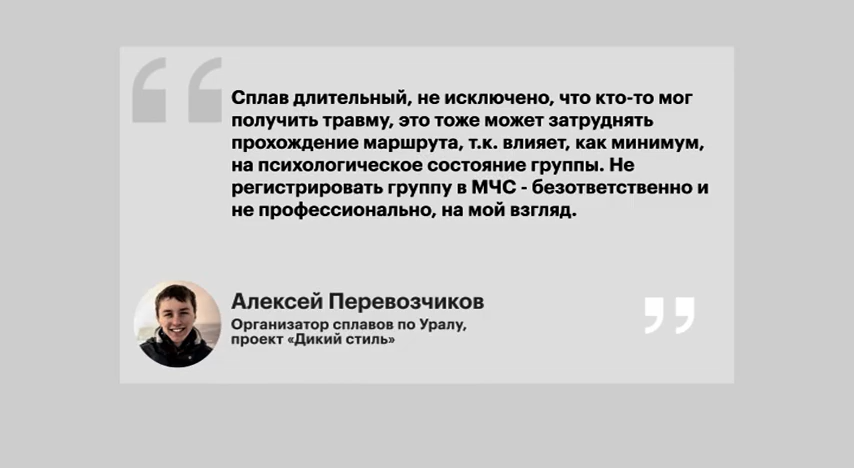 Сплав длительный, не исключено, что кто-то мог
получить травму, это тоже может затруднять
прохождение маршрута, т.к. влияет, как минимум,
на психологическое состояние группы. Не
регистрировать группу в МЧС - безответственно и
не профессионально, на мой взгляд.
Алексей Перевозчиков
Организатор сплавов по Уралу,
проект «Дикий стиль»